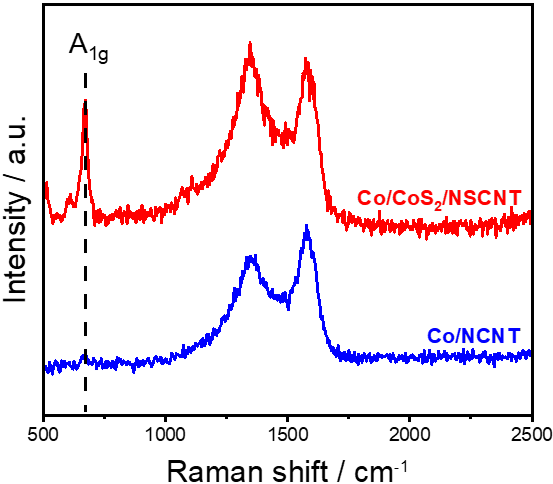 A1g
Intensity / a.u.
Co/CoS2/NSCNT
Co/NCNT
500 1000 1500 2000 2500
Raman shift / cm-1